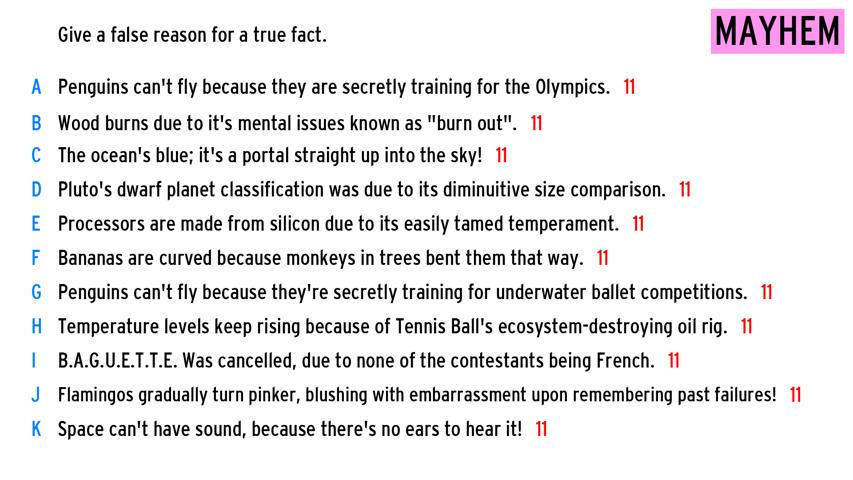 Give a false reason for a true fact.
MAYHEM
A Penguins can't fly because they are secretly training for the Olympics. 11
B Wood burns due to it's mental issues known as "burn out". 11
C The ocean's blue; it's a portal straight up into the sky! 11
D Pluto's dwarf planet classification was due to its diminuitive size comparison. 11
E Processors are made from silicon due to its easily tamed temperament. 11
F Bananas are curved because monkeys in trees bent them that way. 11
G Penguins can't fly because they're secretly training for underwater ballet competitions. 11
H Temperature levels keep rising because of Tennis Ball's ecosystem-destroying oil rig. 11
I B.A.G.U.E.T.T.E. Was cancelled, due to none of the contestants being French. 11
J Flamingos gradually turn pinker, blushing with embarrassment upon remembering past failures! 11
K Space can't have sound, because there's no ears to hear it! 11